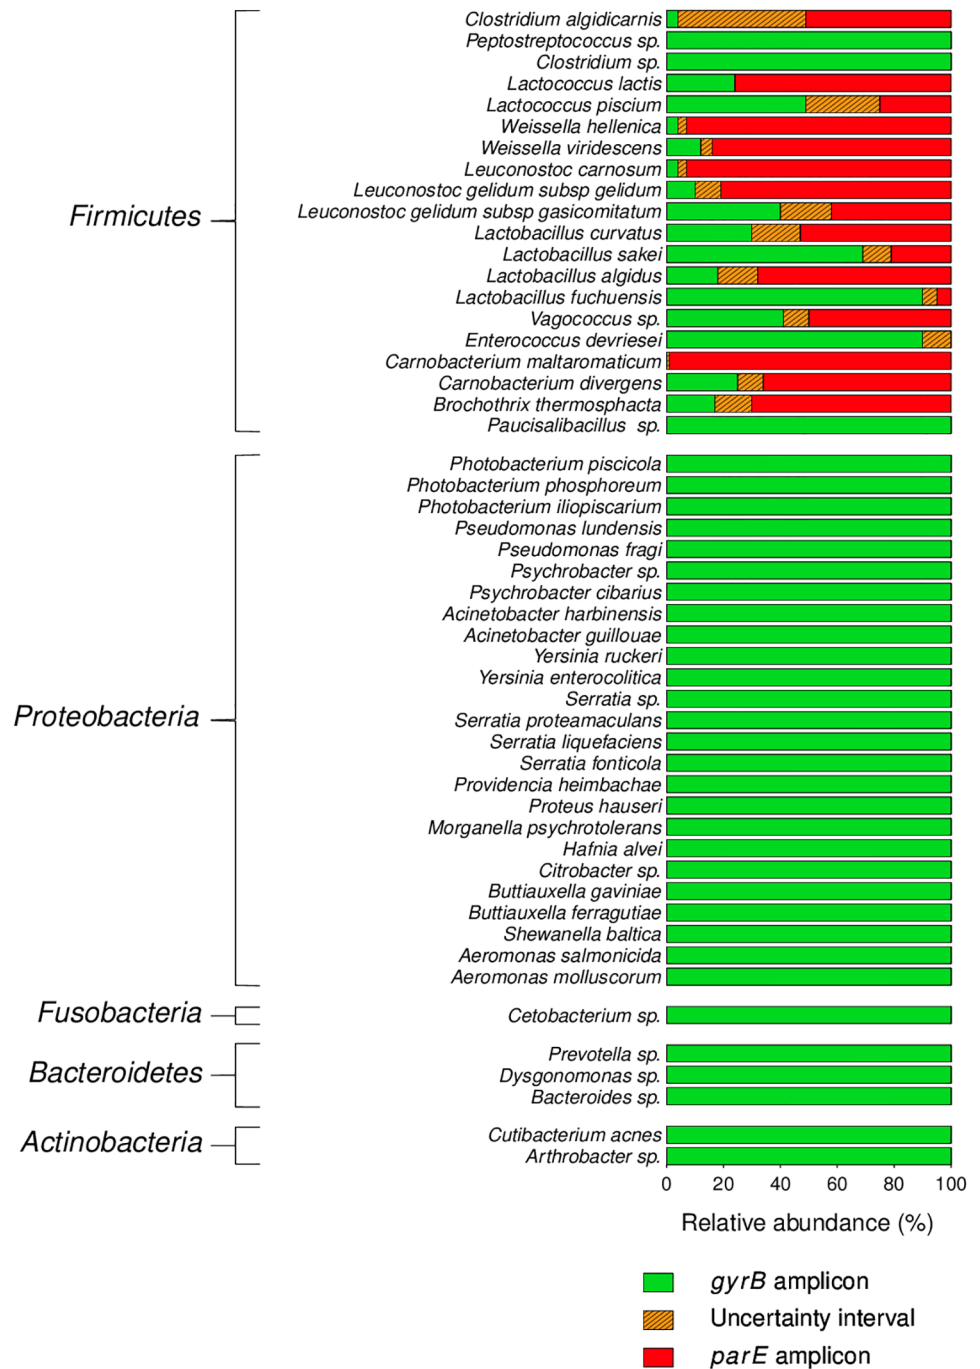 Clostridium algidicarnis
Peptostreptococcus sp.
Clostridium sp.
Lactococcus lactis
Lactococcus piscium
Weissella hellenica
Weissella viridescens
Leuconostoc carnosum
Leuconostoc gelidum subsp gelidum
Firmicutes
Leuconostoc gelidum subsp gasicomitatum
Lactobacillus curvatus
Lactobacillus sakei
Lactobacillus algidus
Lactobacillus fuchuensis
Vagococcus sp.
Enterococcus devriesei
Carnobacterium maltaromaticum
Carnobacterium divergens
Brochothrix thermosphacta
Paucisalibacillus sp.
Photobacterium piscicola
Photobacterium phosphoreum
Photobacterium iliopiscarium
Pseudomonas lundensis
Pseudomonas fragi
Psychrobacter sp.
Psychrobacter cibarius
Acinetobacter harbinensis
Acinetobacter guillouae
Yersinia ruckeri
Yersinia enterocolitica
Serratia sp.
Proteobacteria
Serratia proteamaculans
Serratia liquefaciens
Serratia fonticola
Providencia heimbachae
Proteus hauseri
Morganella psychrotolerans
Hafnia alvei
Citrobacter sp.
Buttiauxella gaviniae
Buttiauxella ferragutiae
Shewanella baltica
Aeromonas salmonicida
Aeromonas molluscorum
Fusobacteria
Cetobacterium sp.
Prevotella sp.
Bacteroidetes
Dysgonomonas sp.
Bacteroides sp.
Actinobacteria
Cutibacterium acnes
Arthrobacter sp.
0 20 40 60 80 100
Relative abundance (%)
gyrB amplicon
Uncertainty interval
parE amplicon